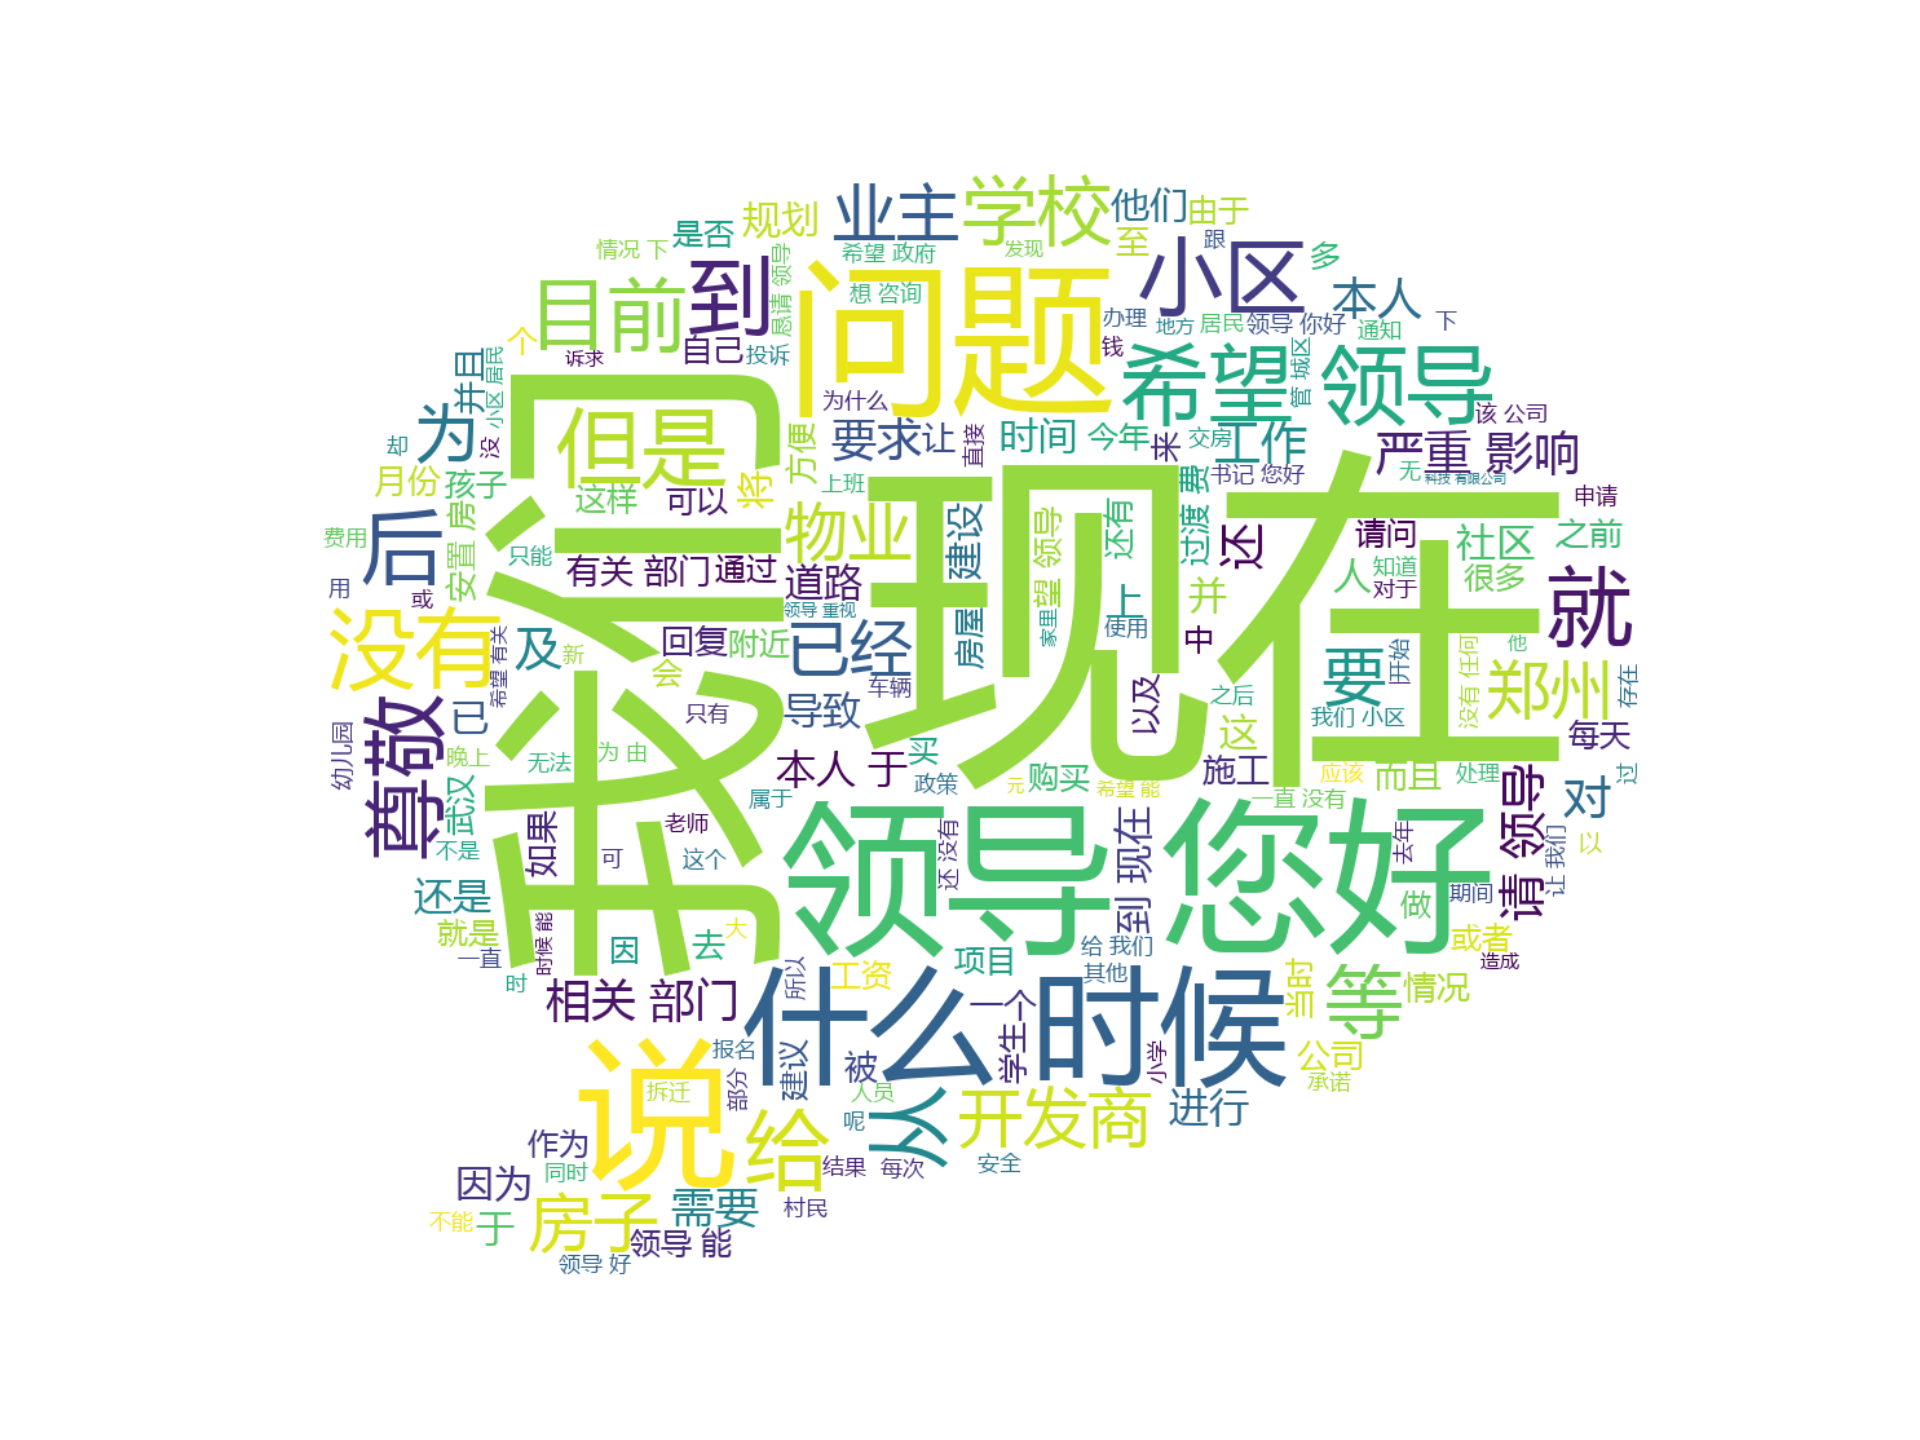 业主
学校
他们
由于
规划
是否
情况 下
希望 政府
发现
至
跟
小区
多
目前
到
恳请 领导
想 咨询
问题
本人
办理
地方
居民
领导 你好
通知
下
个
诉求
自己
投诉
钱
希望
管 城区
领导
并且
小区 居民
为
却
没
但是
为什么
要求
让
直接
时间
今年
来
交房
工作
该 公司
严重 影响
月份
孩子
这样
可以
将
方便
上班
书记 您好
无
科技 有限公司
申请
后
费用
安置 房
只能
物业
建设
现在
望 领导
还有
过渡 费
还
请问
社区
之前
用
或
有关 部门
通过
道路
领导 重视
人
知道
对于
很多
就
没有
希望 有关
及
新
回复
附近
会
已经
房屋
家里
上
使用
并
中
要
开始
没有 任何
他
郑州
存在
我们
尊敬
已
幼儿园
晚上
只有
导致
车辆
以及
之后
这
我们 小区
每天
武汉
无法
为 由
本人 于
买
政策
属于
元
购买
希望 能
施工
一直 没有
应该
而且
处理
请 领导
对
过
不是
如果
老师
可
这个
领导 您好
还 没有
到 现在
去年
让 我们
以
还是
就是
一直
时
时候 能
因
去
大
项目
给 我们
其他
做
期间
或者
造成
相关 部门
所以
工资
什么 时候
一个
学生
小学
等
情况
公司
承诺
说
报名
部分
拆迁
建议
被
人员
呢
给
从
开发商
进行
作为
同时
因为
结果
每次
安全
村民
不能
于
房子
需要
领导 能
领导 好